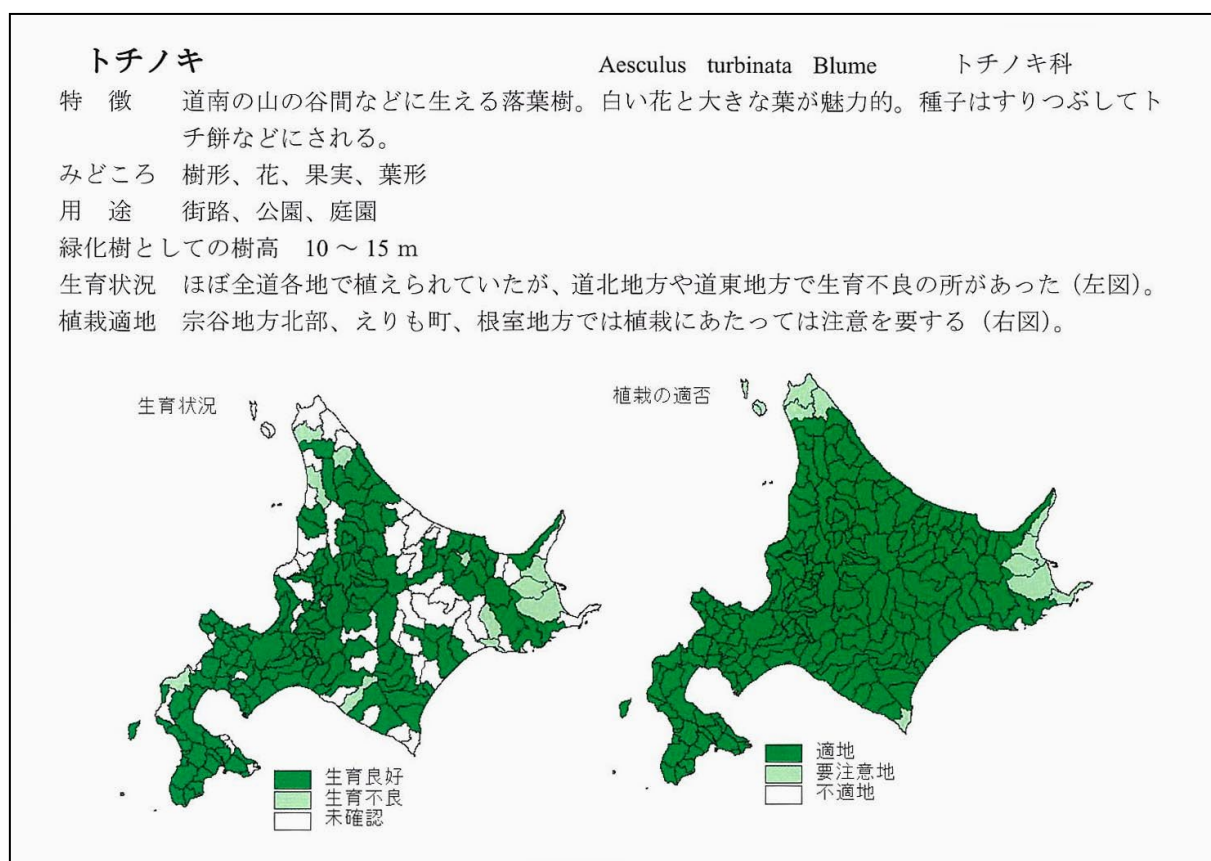 トチノキ Aesculus turbinata Blume トチノキ科
特 徴 道南の山の谷間などに生える落葉樹。白い花と大きな葉が魅力的。種子はすりつぶしてト
チ餅などにされる。
みどころ 樹形、花、果実、葉形
用 途 街路、公園、庭園
緑化樹としての樹高 10 ~ 15 m
生育状況 ほぼ全道各地で植えられていたが、道北地方や道東地方で生育不良の所があった(左図)。
植栽適地 宗谷地方北部、えりも町、根室地方では植栽にあたっては注意を要する(右図)。
生育状況
生育良好
生育不良
未確認
植栽の適否
適地
要注意地
不適地